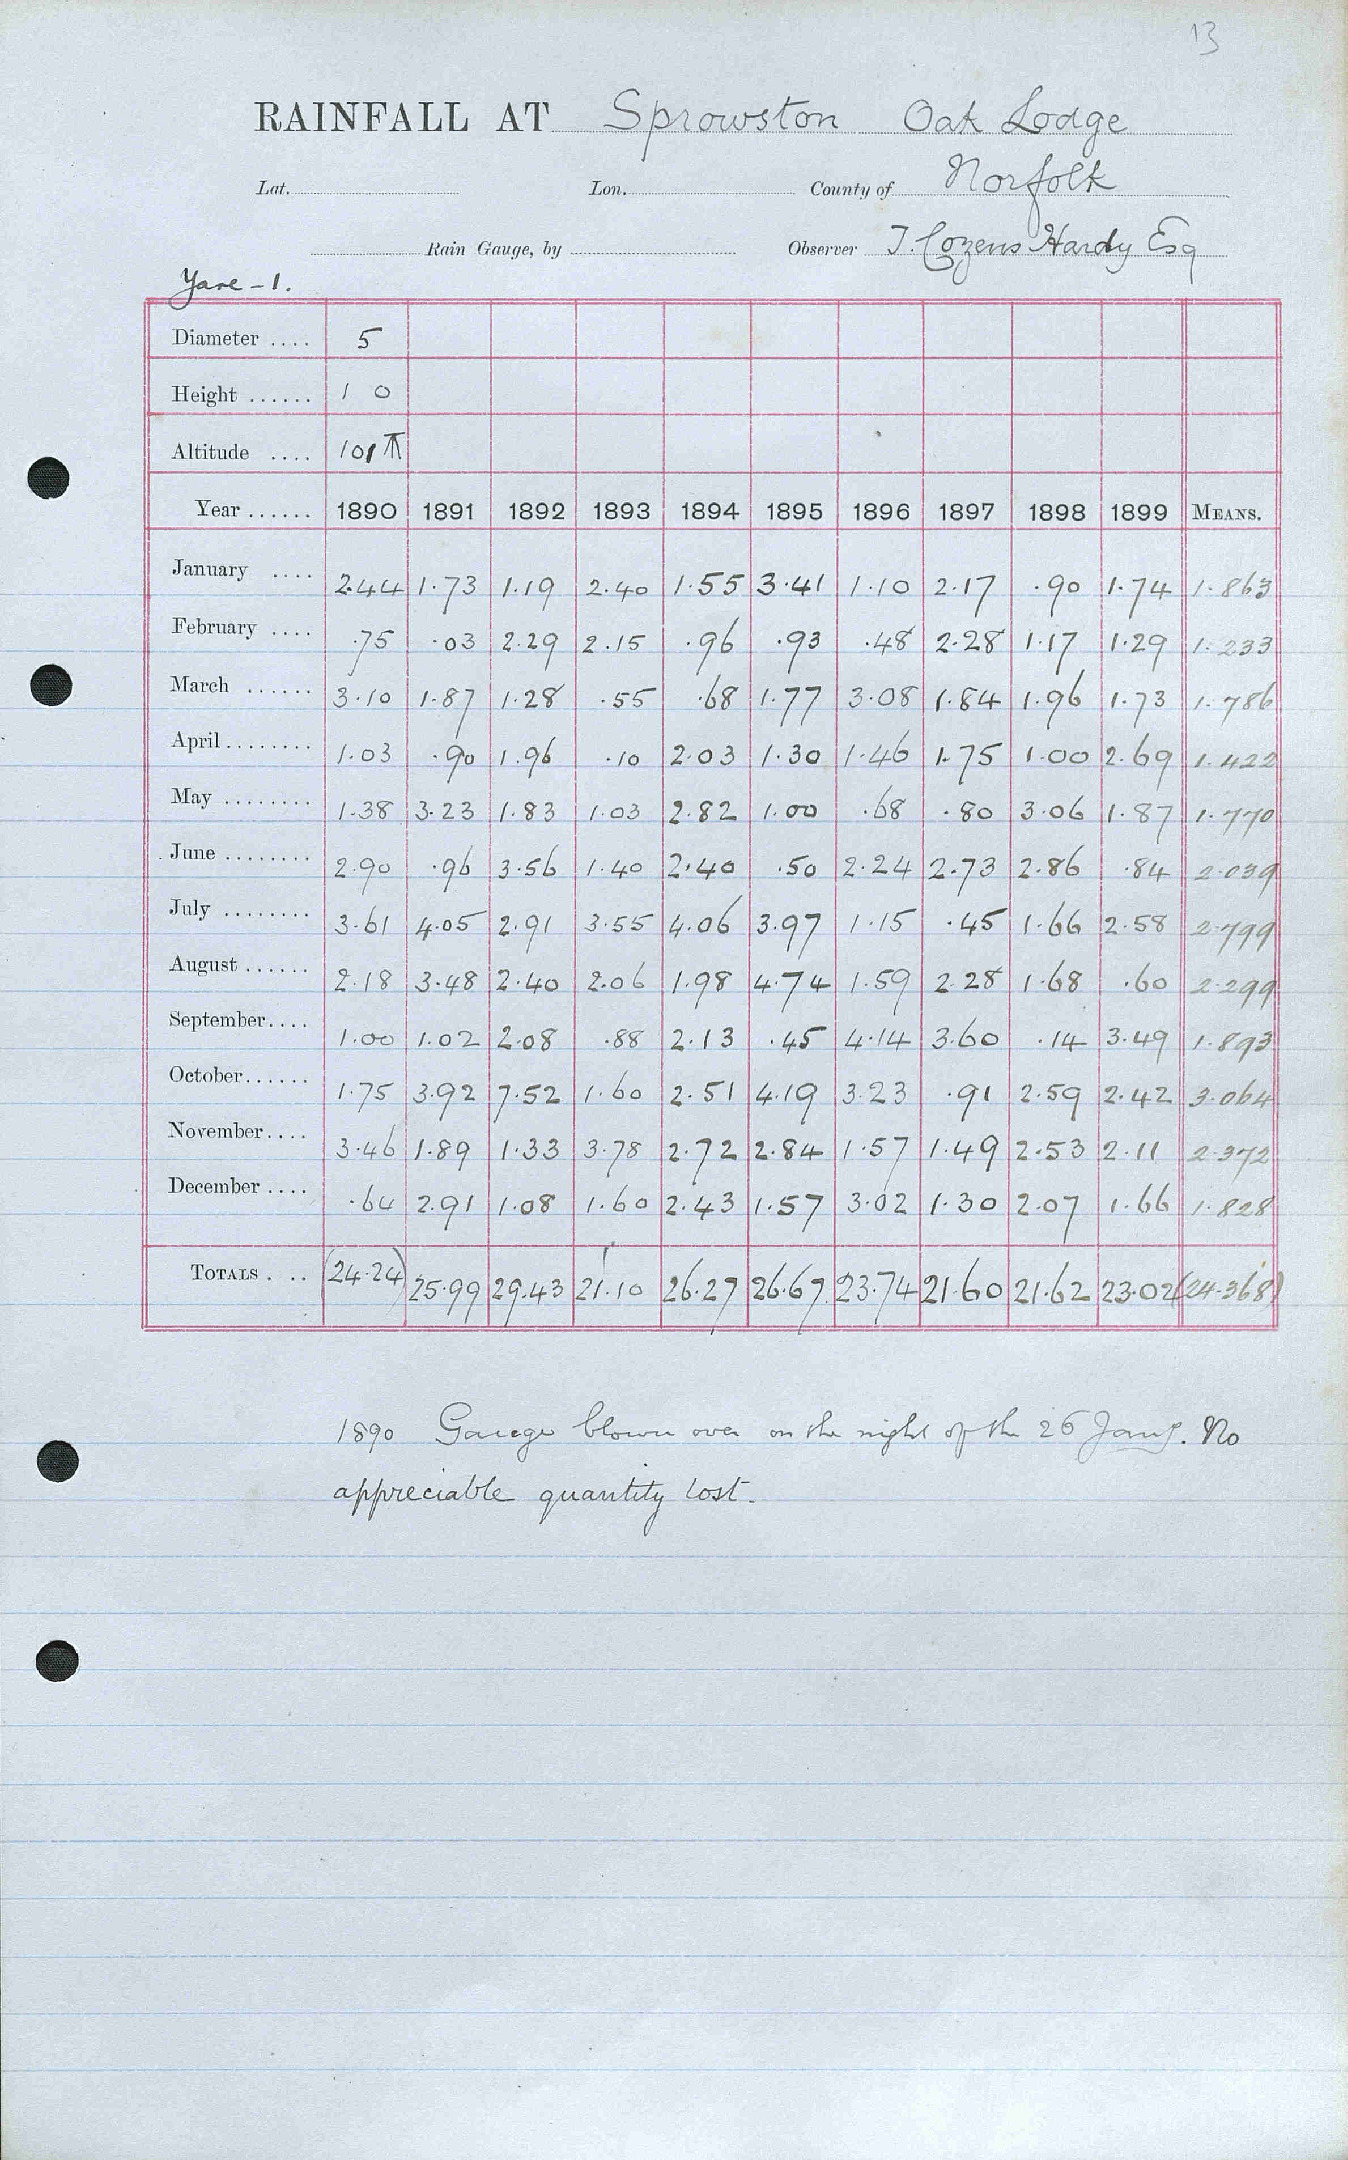 13
RAINFALL AT Sprowston Oak Lodge
Lat. Lon. County of Norfolk
Rain Gauge, by Observer J. Cozens Hardy Esq
Yare - 1.
Diameter .... 5
Height ...... 1 0
Altitude .... 101
Year ...... 1890 1891 1892 1893 1894 1895 1896 1897 1898 1899 MEANS.
January .... 2.44 1.73 1.19 2.40 1.55 3.41 1.10 2.17 .90 1.74 1.863
February .... .75 .03 2.29 2.15 .96 .93 .48 2.28 1.17 1.29 1.233
March ...... 3.10 1.87 1.28 .55 .68 1.77 3.08 1.84 1.96 1.73 1.786
April ........ 1.03 .90 1.96 .10 2.03 1.30 1.46 1.75 1.00 2.69 1.422
May ........ 1.38 3.23 1.83 1.03 2.82 1.00 .68 .80 3.06 1.87 1.770
June ........ 2.90 .96 3.56 1.40 2.40 .50 2.24 2.73 2.86 .84 2.039
July ........ 3.61 4.05 2.91 3.55 4.06 3.97 1.15 .45 1.66 2.58 2.799
August ...... 2.18 3.48 2.40 2.06 1.98 4.74 1.59 2.28 1.68 .60 2.299
September.... 1.00 1.02 2.08 .88 2.13 .45 4.14 3.60 .14 3.49 1.893
October...... 1.75 3.92 7.52 1.60 2.51 4.19 3.23 .91 2.59 2.42 3.064
November.... 3.46 1.89 1.33 3.78 2.72 2.84 1.57 1.49 2.53 2.11 2.372
December .... .64 2.91 1.08 1.60 2.43 1.57 3.02 1.30 2.07 1.66 1.828
TOTALS . .. (24.24) 25.99 29.43 21.10 26.27 26.67 23.74 21.60 21.62 23.02 (24.368)
1890 Gauge blown over on the night of the 26 Jany. No
appreciable quantity lost.